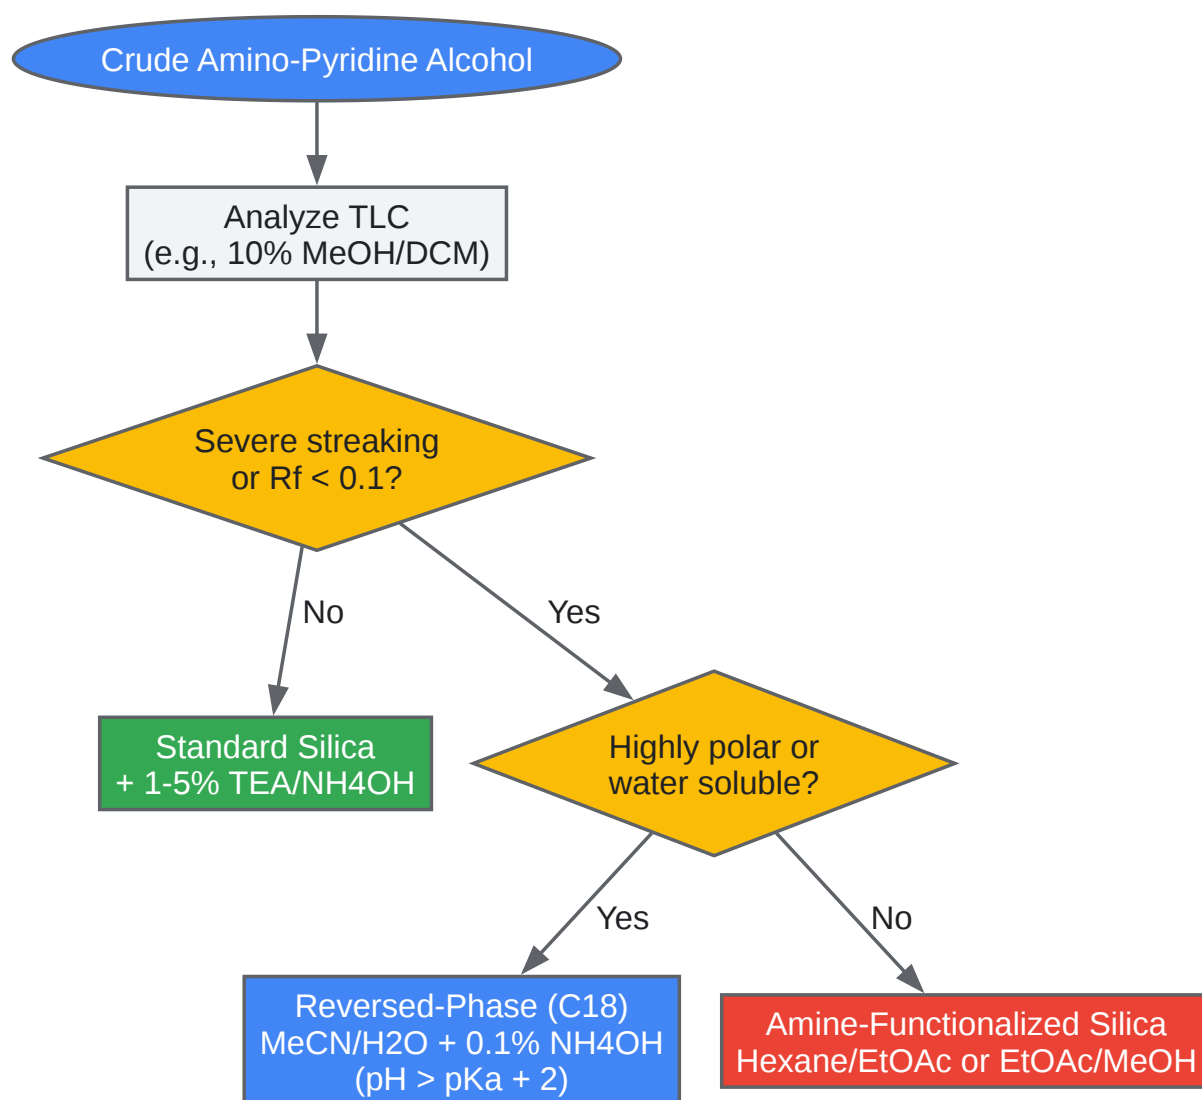 Crude Amino-Pyridine Alcohol
Analyze TLC
(e.g., 10% MeOH/DCM)
Severe streaking
or Rf < 0.1?
No
Yes
Standard Silica
+ 1-5% TEA/NH4OH
Highly polar or
water soluble?
Yes
No
Reversed-Phase (C18)
MeCN/H2O + 0.1% NH4OH
(pH > pKa + 2)
Amine-Functionalized Silica
Hexane/EtOAc or EtOAc/MeOH